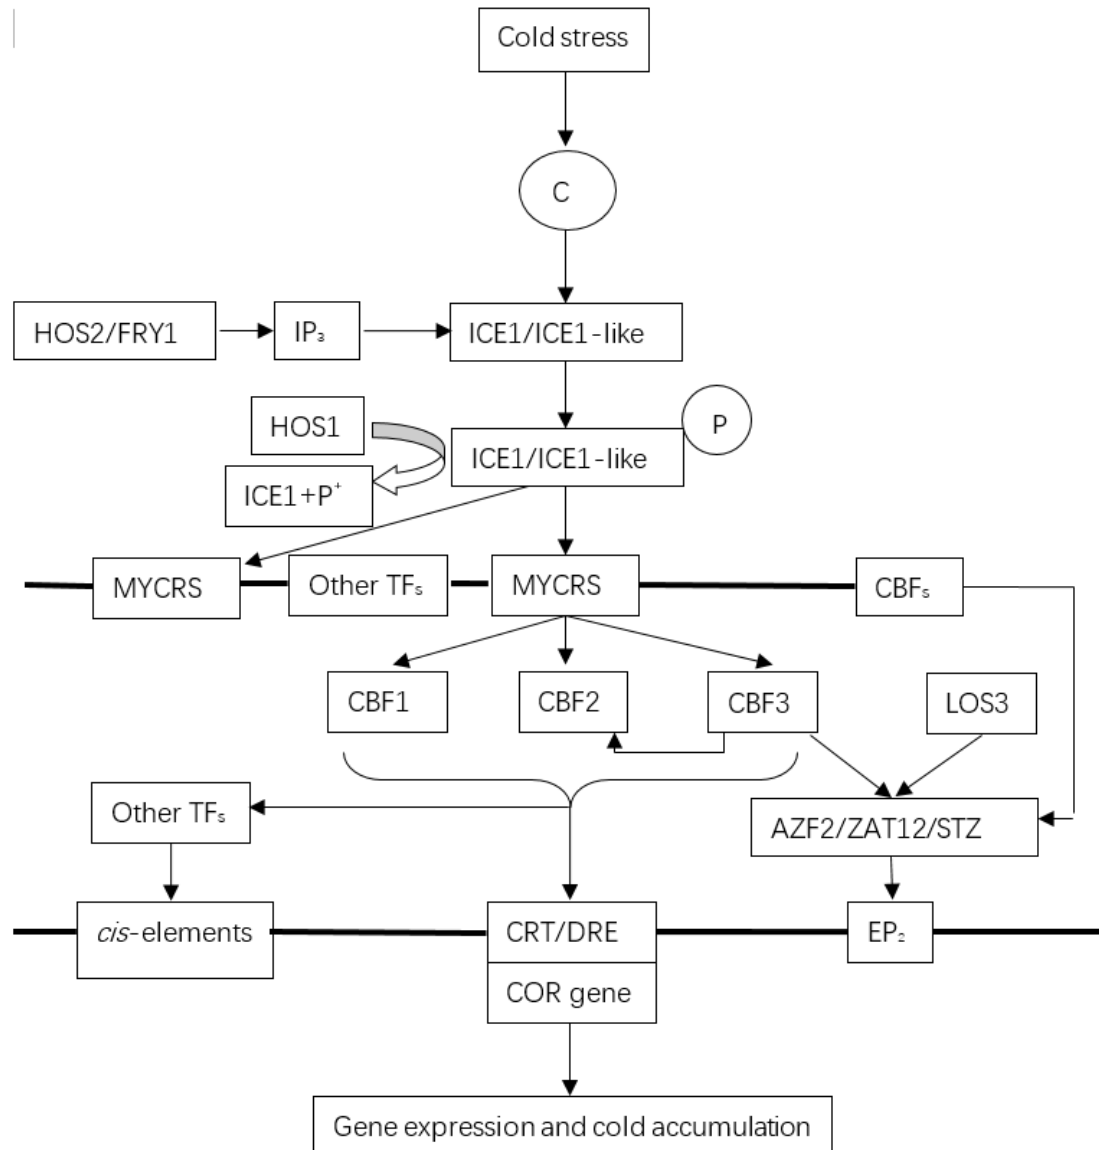 Cold stress
C
HOS2/FRY1
IP₃
ICE1/ICE1-like
P
HOS1
ICE1/ICE1-like
ICE1+P⁺
MYCRS
Other TFₛ
MYCRS
CBFₛ
CBF1
CBF2
CBF3
LOS3
Other TFₛ
AZF2/ZAT12/STZ
cis-elements
CRT/DRE
EP₂
COR gene
Gene expression and cold accumulation